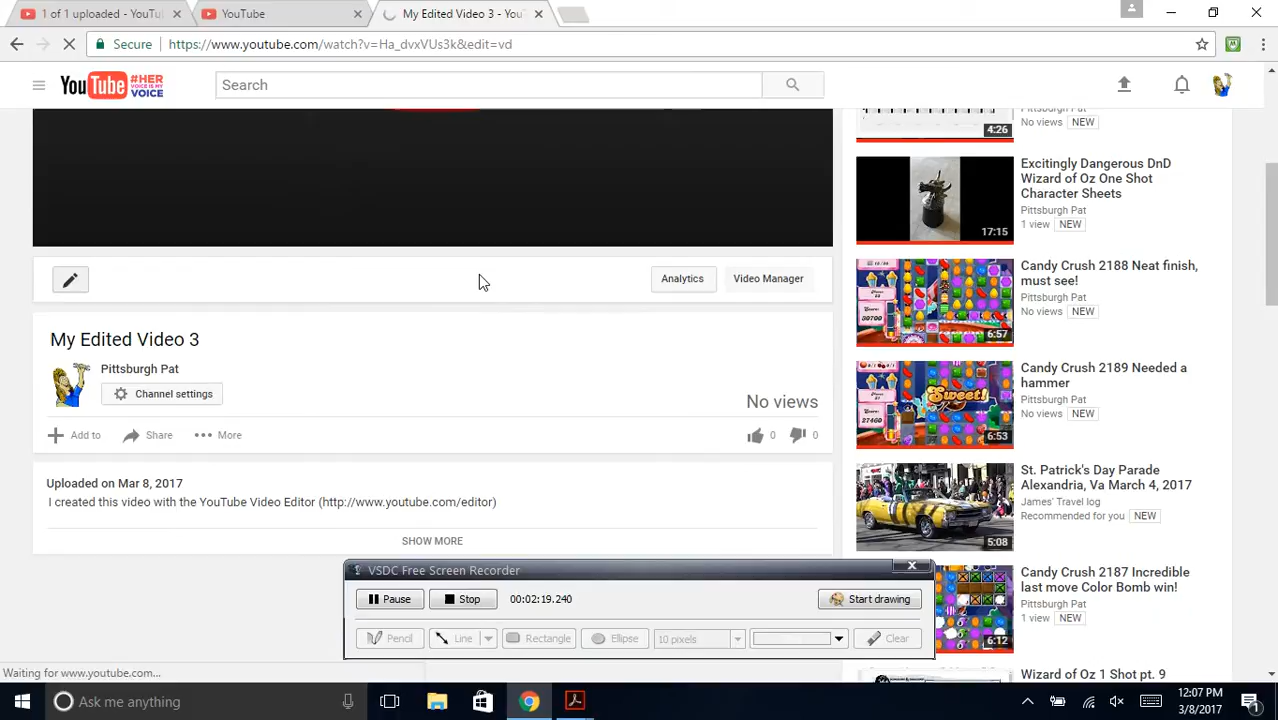 1 of 1 uploaded - YouTu
YouTube
My Edited Video 3 - You
Secure
https://www.youtube.com/watch?v=Ha_dvxVUs3k&edit=vd
YouTube #HER VOICE IS MY VOICE
Search
4:26
Pittsburgh Pat
No views NEW
Excitingly Dangerous DnD
Wizard of Oz One Shot
Character Sheets
Pittsburgh Pat
1 view NEW
17:15
Analytics
Video Manager
Candy Crush 2188 Neat finish,
must see!
Pittsburgh Pat
No views NEW
6:57
My Edited Video 3
Pittsburgh Pat
Channel settings
No views
Add to
Share
More
0
0
Candy Crush 2189 Needed a
hammer
Pittsburgh Pat
No views NEW
Sweet!
6:53
Uploaded on Mar 8, 2017
I created this video with the YouTube Video Editor (http://www.youtube.com/editor)
SHOW MORE
St. Patrick's Day Parade
Alexandria, Va March 4, 2017
James' Travel log
Recommended for you NEW
5:08
Candy Crush 2187 Incredible
last move Color Bomb win!
Pittsburgh Pat
1 view NEW
6:12
Wizard of Oz 1 Shot pt. 9
VSDC Free Screen Recorder
Pause
Stop
00:02:19.240
Start drawing
Pencil
Line
Rectangle
Ellipse
10 pixels
Clear
Waiting for www.youtube.com...
Ask me anything
12:07 PM
3/8/2017
1